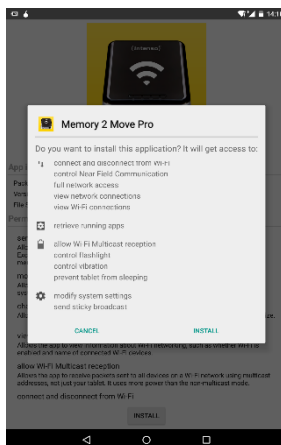 14:16
(intenso)
Memory 2 Move Pro
Do you want to install this application? It will get access to:
connect and disconnect from Wi-Fi
control Near Field Communication
full network access
view network connections
view Wi-Fi connections
retrieve running apps
allow Wi-Fi Multicast reception
control flashlight
control vibration
prevent tablet from sleeping
modify system settings
send sticky broadcast
CANCEL
INSTALL
App i
Pack
Vers
File
Perm
Allows the app to view information about Wi-Fi networking, such as whether Wi-Fi is
enabled and name of connected Wi-Fi devices.
allow Wi-Fi Multicast reception
Allows the app to receive packets sent to all devices on a Wi-Fi network using multicast
addresses, not just your tablet. It uses more power than the non-multicast mode.
connect and disconnect from Wi-Fi
INSTALL